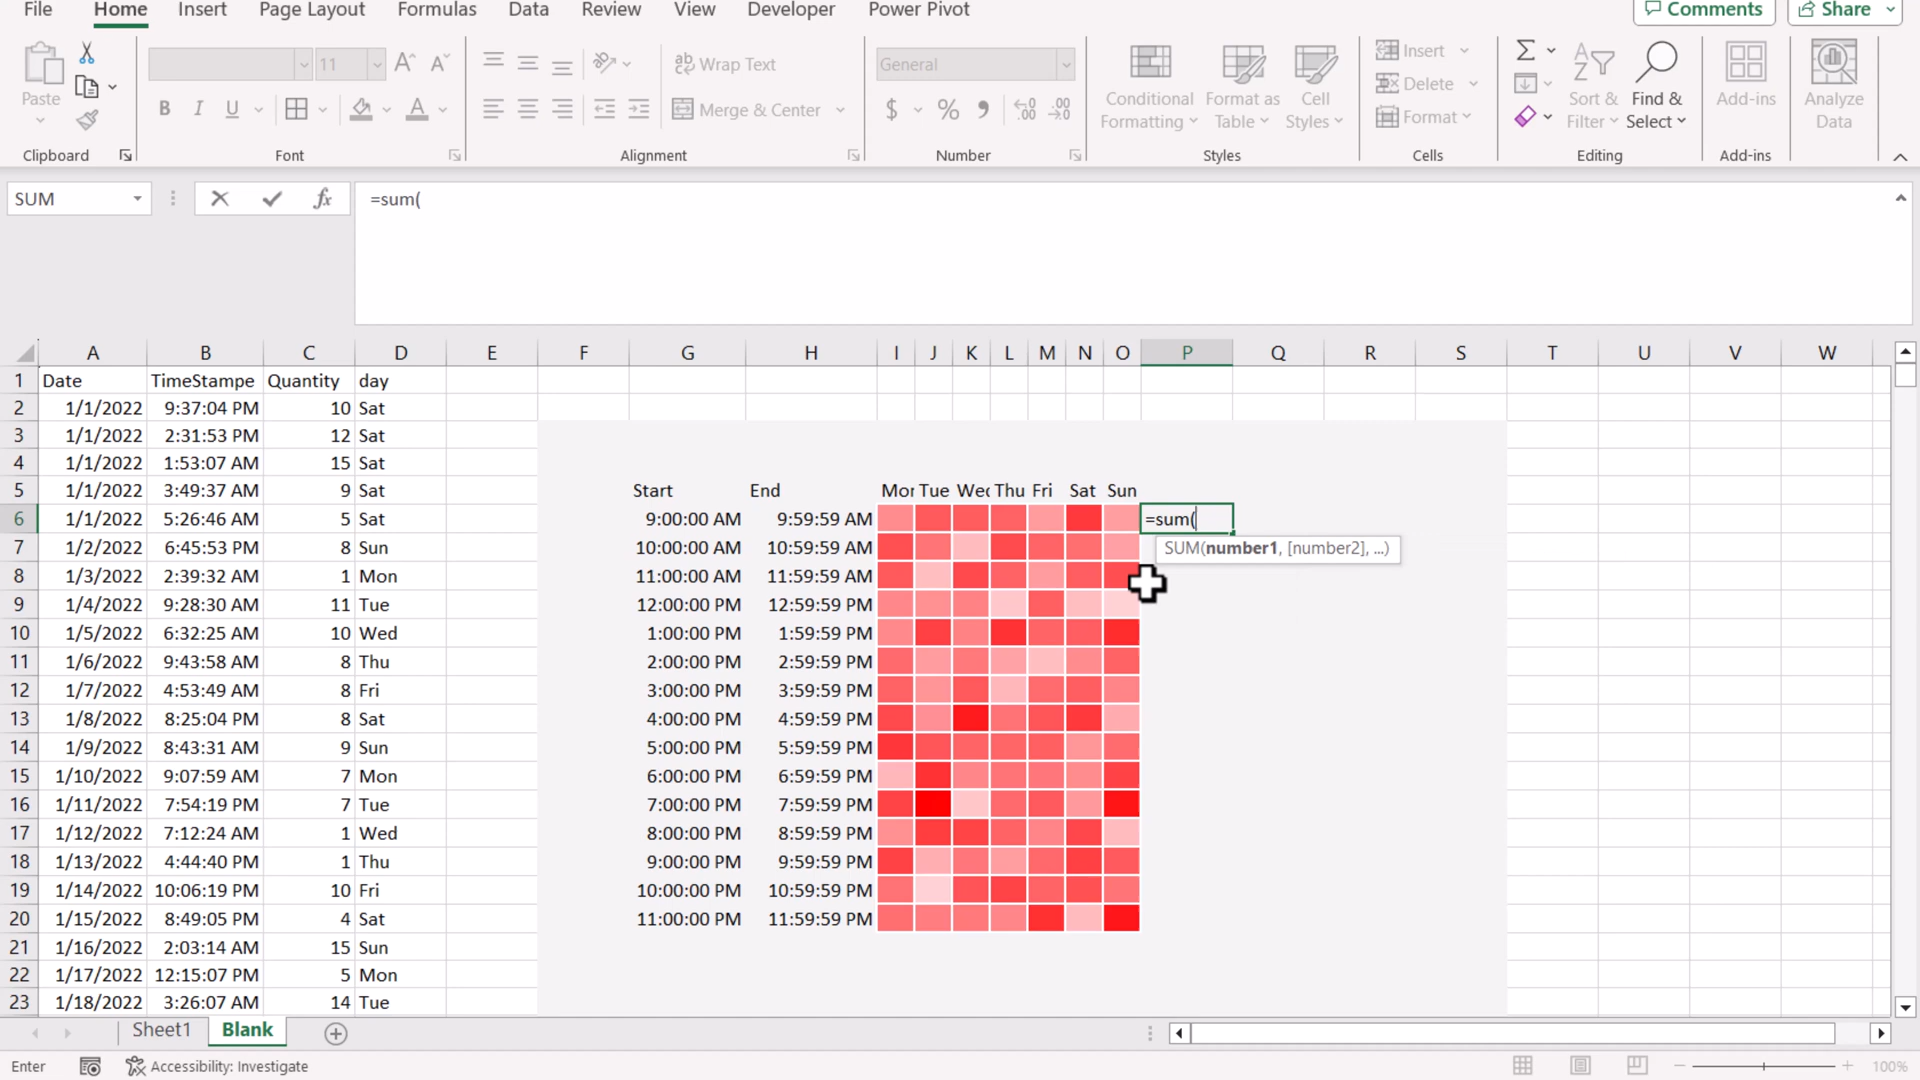 File Home Insert Page Layout Formulas Data Review View Developer Power Pivot Comments Share
Paste
11
A A
B I U A
Clipboard
Font
ab Wrap Text
Merge & Center
Alignment
General
$ % , .00
Number
Conditional Formatting
Format as Table
Cell Styles
Styles
Insert
Delete
Format
Cells
Σ
Sort & Filter
Find & Select
Editing
Add-ins
Add-ins
Analyze Data
SUM fx =sum(
A B C D E F G H I J K L M N O P Q R S T U V W
1 Date TimeStampe Quantity day
2 1/1/2022 9:37:04 PM 10 Sat
3 1/1/2022 2:31:53 PM 12 Sat
4 1/1/2022 1:53:07 AM 15 Sat
5 1/1/2022 3:49:37 AM 9 Sat Start End Mor Tue Wec Thu Fri Sat Sun
6 1/1/2022 5:26:46 AM 5 Sat 9:00:00 AM 9:59:59 AM =sum(
SUM(number1, [number2], ...)
7 1/2/2022 6:45:53 PM 8 Sun 10:00:00 AM 10:59:59 AM
8 1/3/2022 2:39:32 AM 1 Mon 11:00:00 AM 11:59:59 AM
9 1/4/2022 9:28:30 AM 11 Tue 12:00:00 PM 12:59:59 PM
10 1/5/2022 6:32:25 AM 10 Wed 1:00:00 PM 1:59:59 PM
11 1/6/2022 9:43:58 AM 8 Thu 2:00:00 PM 2:59:59 PM
12 1/7/2022 4:53:49 AM 8 Fri 3:00:00 PM 3:59:59 PM
13 1/8/2022 8:25:04 PM 8 Sat 4:00:00 PM 4:59:59 PM
14 1/9/2022 8:43:31 AM 9 Sun 5:00:00 PM 5:59:59 PM
15 1/10/2022 9:07:59 AM 7 Mon 6:00:00 PM 6:59:59 PM
16 1/11/2022 7:54:19 PM 7 Tue 7:00:00 PM 7:59:59 PM
17 1/12/2022 7:12:24 AM 1 Wed 8:00:00 PM 8:59:59 PM
18 1/13/2022 4:44:40 PM 1 Thu 9:00:00 PM 9:59:59 PM
19 1/14/2022 10:06:19 PM 10 Fri 10:00:00 PM 10:59:59 PM
20 1/15/2022 8:49:05 PM 4 Sat 11:00:00 PM 11:59:59 PM
21 1/16/2022 2:03:14 AM 15 Sun
22 1/17/2022 12:15:07 PM 5 Mon
23 1/18/2022 3:26:07 AM 14 Tue
Sheet1 Blank
Enter Accessibility: Investigate 100%